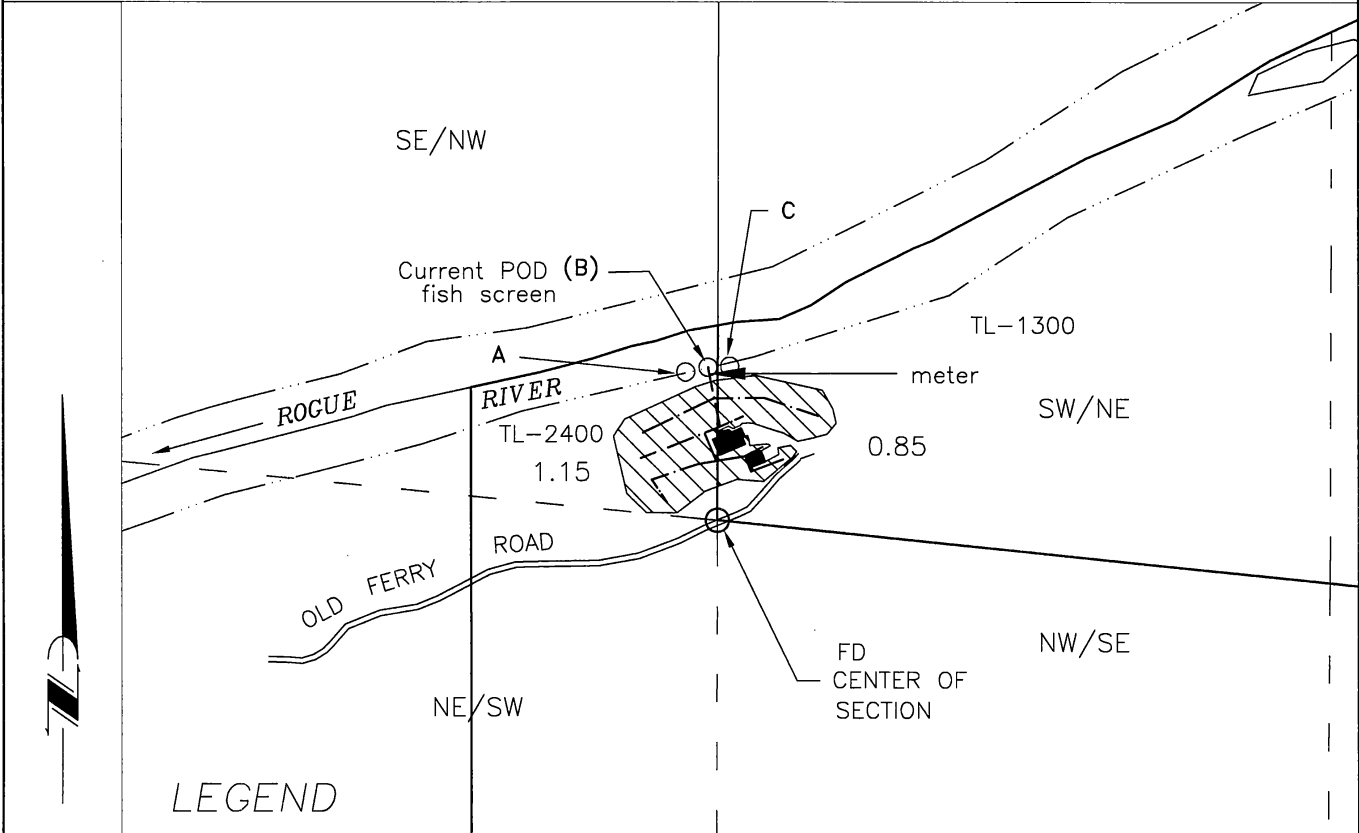 SE/NW
C
Current POD (B)
fish screen
TL-1300
A
meter
ROGUE RIVER
SW/NE
TL-2400
0.85
1.15
OLD FERRY ROAD
FD
CENTER OF
SECTION
NW/SE
NE/SW
N
LEGEND